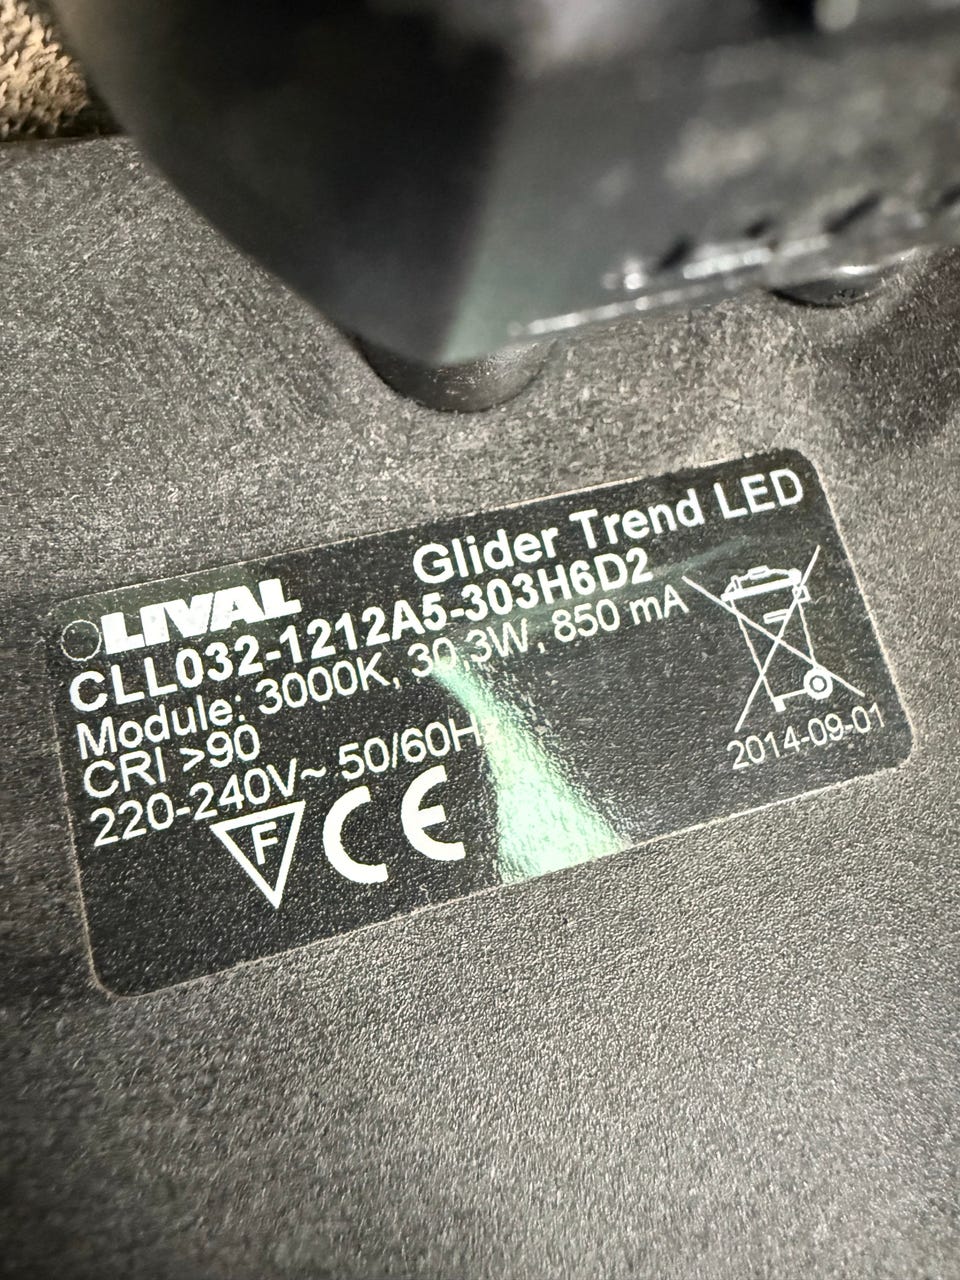 LIVAL
Glider Trend LED
CLL032-1212A5-303H6D2
Module: 3000K, 30.3W, 850 mA
CRI >90
220-240V~ 50/60Hz
F CE
2014-09-01